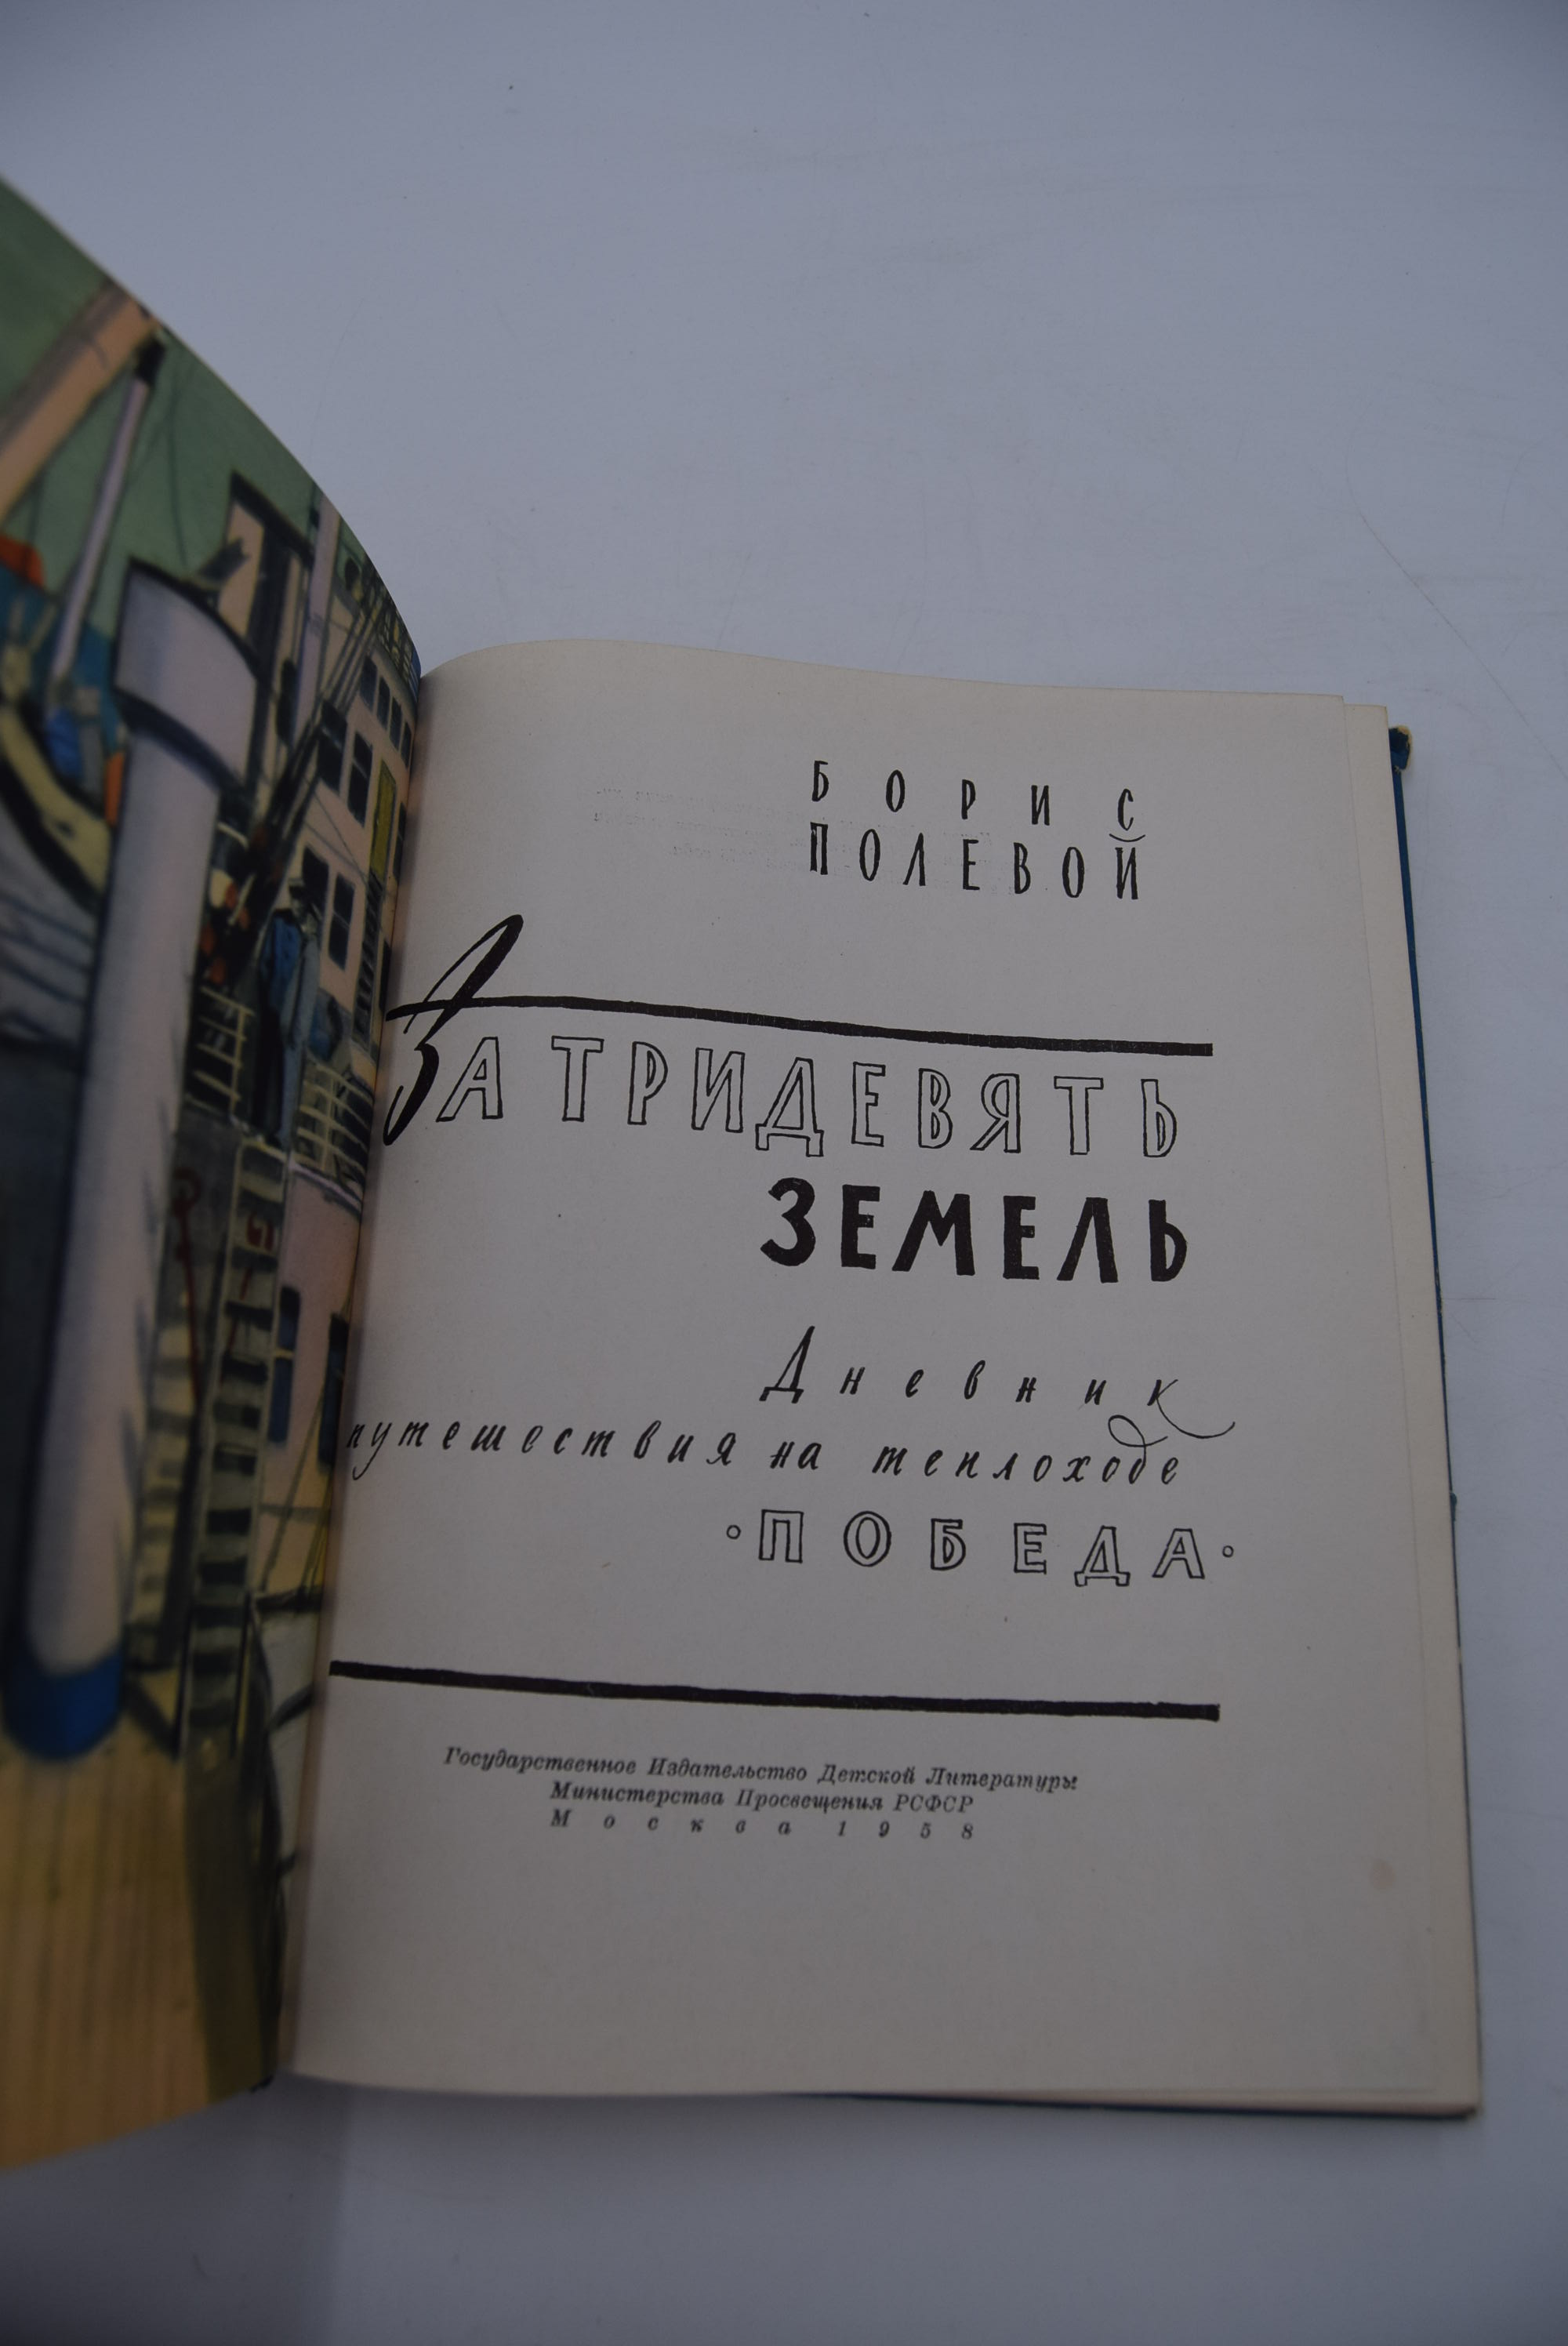 БОРИС
ПОЛЕВОЙ
ЗА ТРИДЕВЯТЬ
ЗЕМЕЛЬ
Дневник
путешествия на теплоходе
•ПОБЕДА•
Государственное Издательство Детской Литературы
Министерства Просвещения РСФСР
Москва 1958